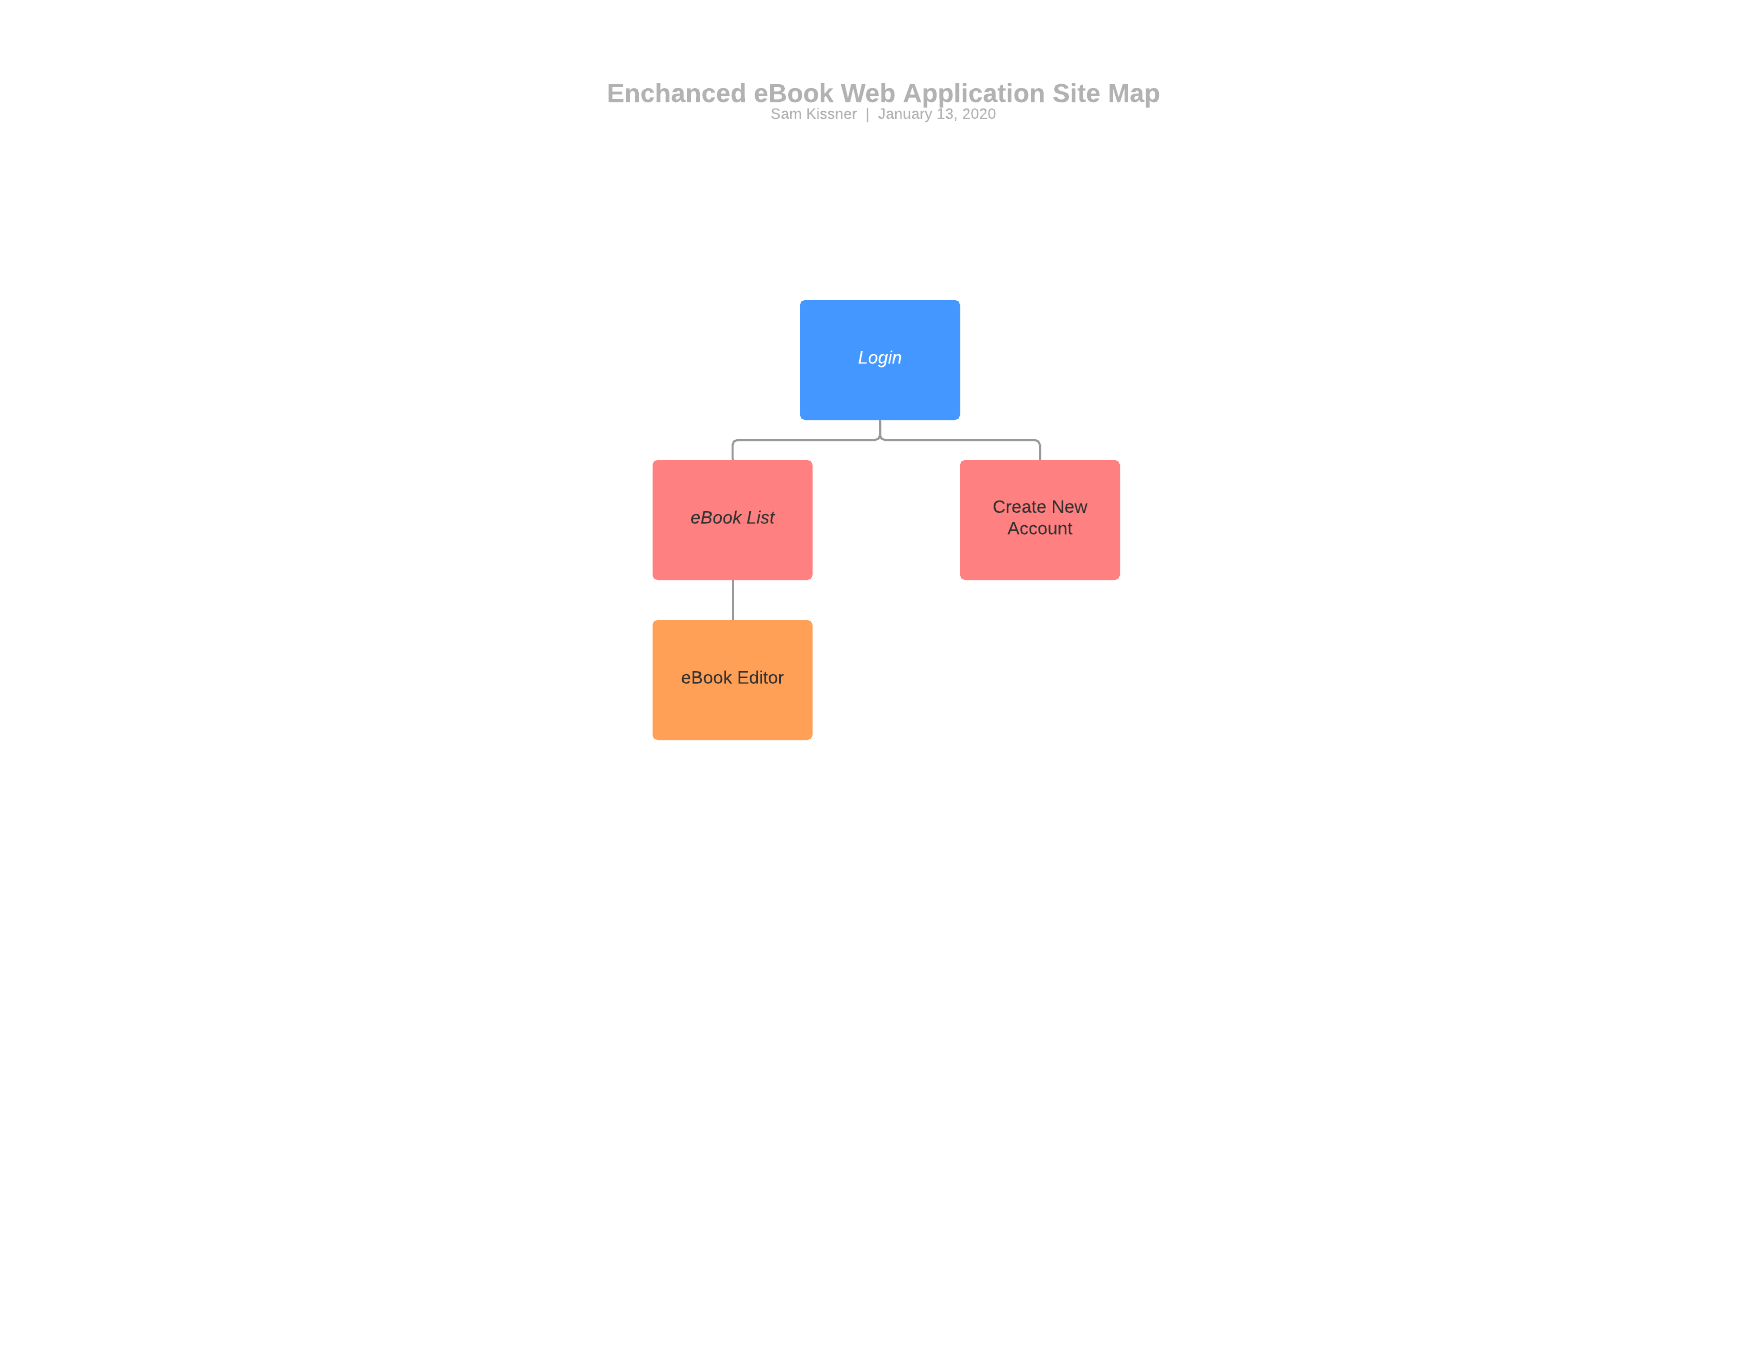 Enchanced eBook Web Application Site Map
Sam Kissner | January 13, 2020
Login
eBook List
Create New
Account
eBook Editor